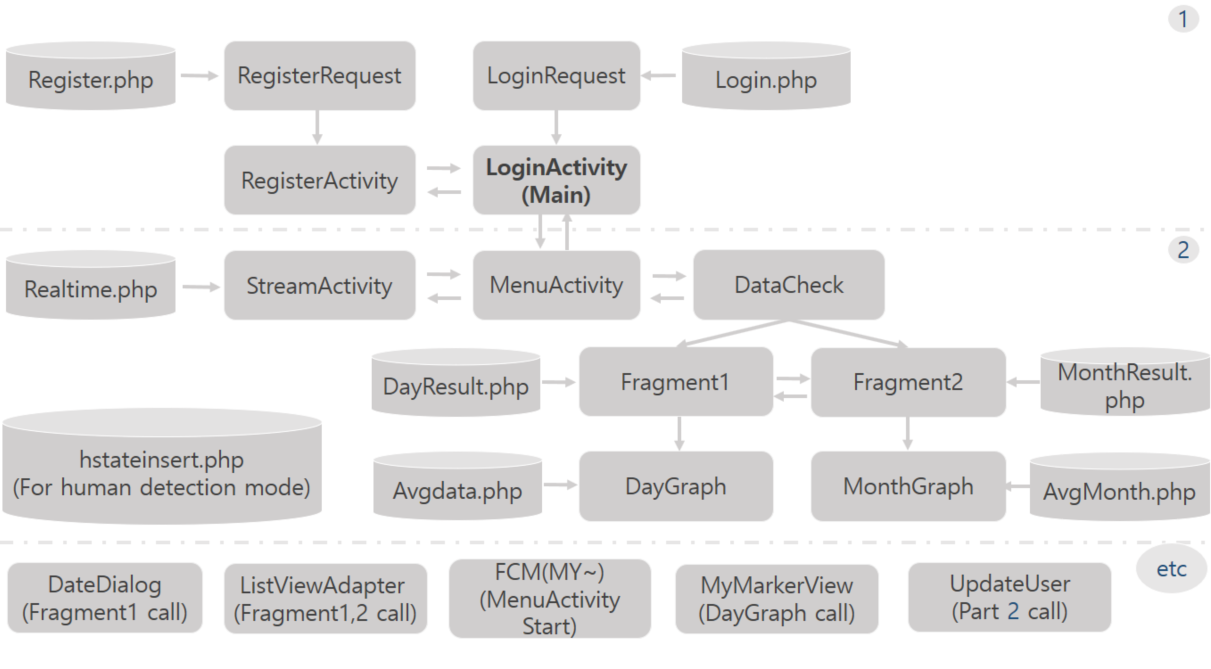 1
Register.php
RegisterRequest
LoginRequest
Login.php
RegisterActivity
LoginActivity
(Main)
2
Realtime.php
StreamActivity
MenuActivity
DataCheck
DayResult.php
Fragment1
Fragment2
MonthResult.
php
hstateinsert.php
(For human detection mode)
Avgdata.php
DayGraph
MonthGraph
AvgMonth.php
etc
DateDialog
(Fragment1 call)
ListViewAdapter
(Fragment1,2 call)
FCM(MY~)
(MenuActivity
Start)
MyMarkerView
(DayGraph call)
UpdateUser
(Part 2 call)